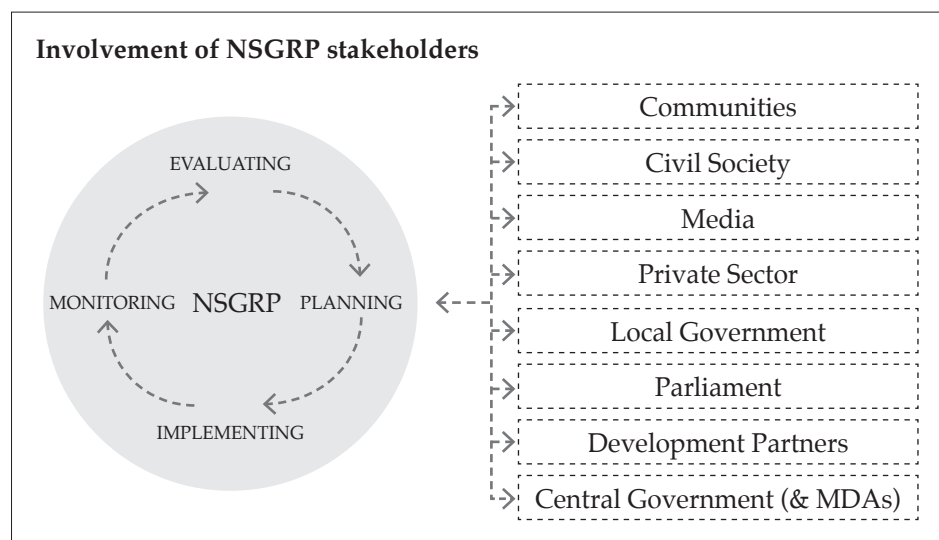 Involvement of NSGRP stakeholders
EVALUATING
MONITORING
NSGRP
PLANNING
IMPLEMENTING
Communities
Civil Society
Media
Private Sector
Local Government
Parliament
Development Partners
Central Government (& MDAs)